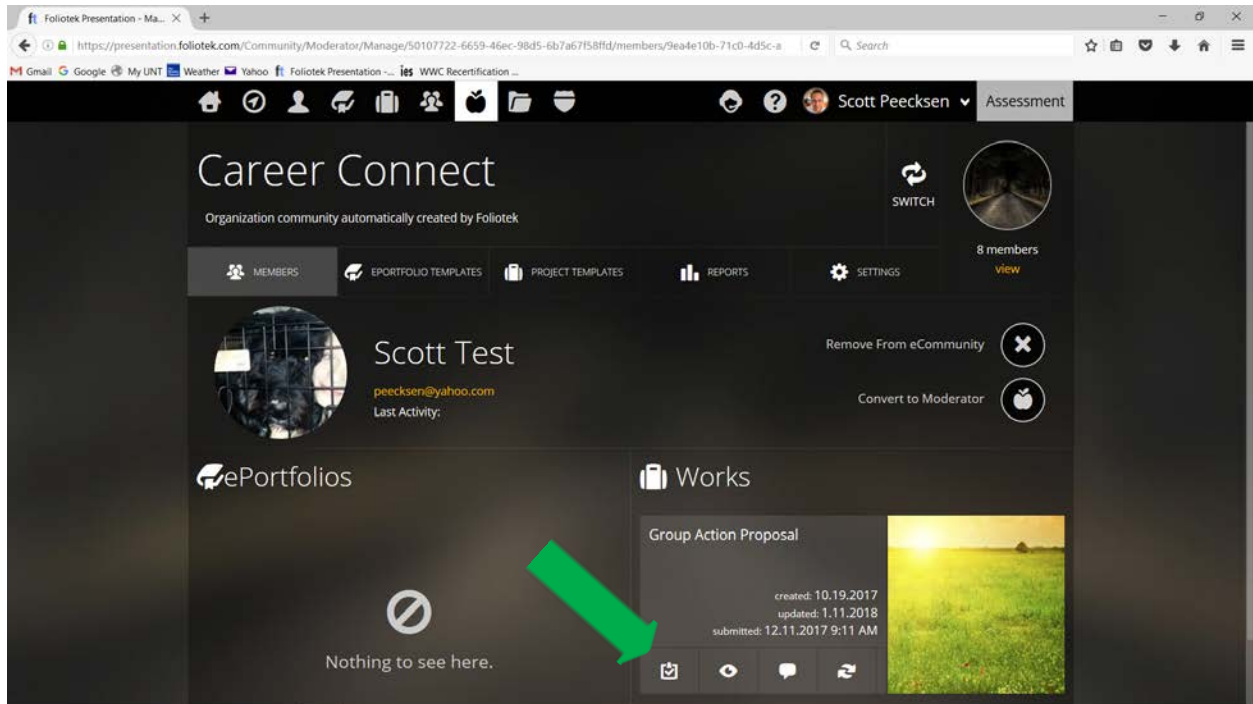 Foliotek Presentation - Ma...
https://presentation.foliotek.com/Community/Moderator/Manage/50107722-6659-46ec-98d5-6b7a67f58ffd/members/9ea4e10b-71c0-4d5c-a
Search
Gmail Google My UNT Weather Yahoo Foliotek Presentation -... ies WWC Recertification ...
Scott Peecksen Assessment
Career Connect
SWITCH
Organization community automatically created by Foliotek
8 members
view
MEMBERS EPORTFOLIO TEMPLATES PROJECT TEMPLATES REPORTS SETTINGS
Scott Test
peecksen@yahoo.com
Last Activity:
Remove From eCommunity
Convert to Moderator
ePortfolios
Nothing to see here.
Works
Group Action Proposal
created: 10.19.2017
updated: 1.11.2018
submitted: 12.11.2017 9:11 AM